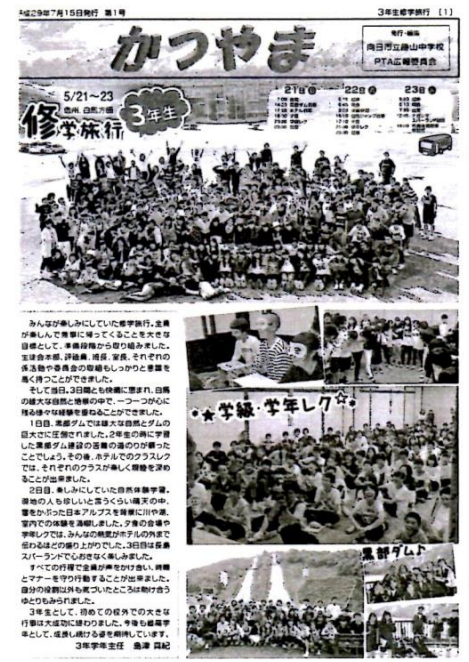 平成29年7月15日発行 第1号
3年生修学旅行 (1)
かつやま
発行・編集
向日市立勝山中学校
PTA広報委員会
5/21~23
信州、白馬方面
修学旅行
3年生
21日
22日
23日
みんなが楽しみにしていた修学旅行。全員
が楽しんで無事に帰ってくることを大きな
目標として、準備段階から取り組みました。
生徒会本部、評議員、班長、室長、それぞれの
係活動や委員会の取組もしっかりと意識を
高く持つことができました。
そして当日。3日間とも快晴に恵まれ、白馬
の雄大な自然と絶景の中で、一つ一つが心に
残る様々な経験を重ねることができました。
1日目、黒部ダムでは雄大な自然とダムの
巨大さに圧倒されました。2年生の時に学習
した黒部ダム建設の苦難の道のりが蘇った
ことでしょう。その後、ホテルでのクラスレク
では、それぞれのクラスが楽しく親睦を深め
ることが出来ました。
2日目、楽しみにしていた自然体験学習。
現地の人も珍しいと言うくらい晴天の中、
雪をかぶった日本アルプスを背景に川や湖、
室内での体験を満喫しました。夕食の会場や
学年レクでは、みんなの熱気がホテルの外まで
伝わるほどの盛り上がりでした。3日目は長島
スパーランドで心おきなく楽しみました。
すべての行程で全員が声をかけ合い、時間
とマナーを守り行動することが出来ました。
自分の役割以外も気づいたところは助け合う
ゆとりもみられました。
3年生として、初めての校外での大きな
行事は大成功に終わりました。今後も最高学
年として、成長し続ける姿を期待しています。
3年学年主任 島津 真紀
★学級・学年レク☆
黒部ダム♪